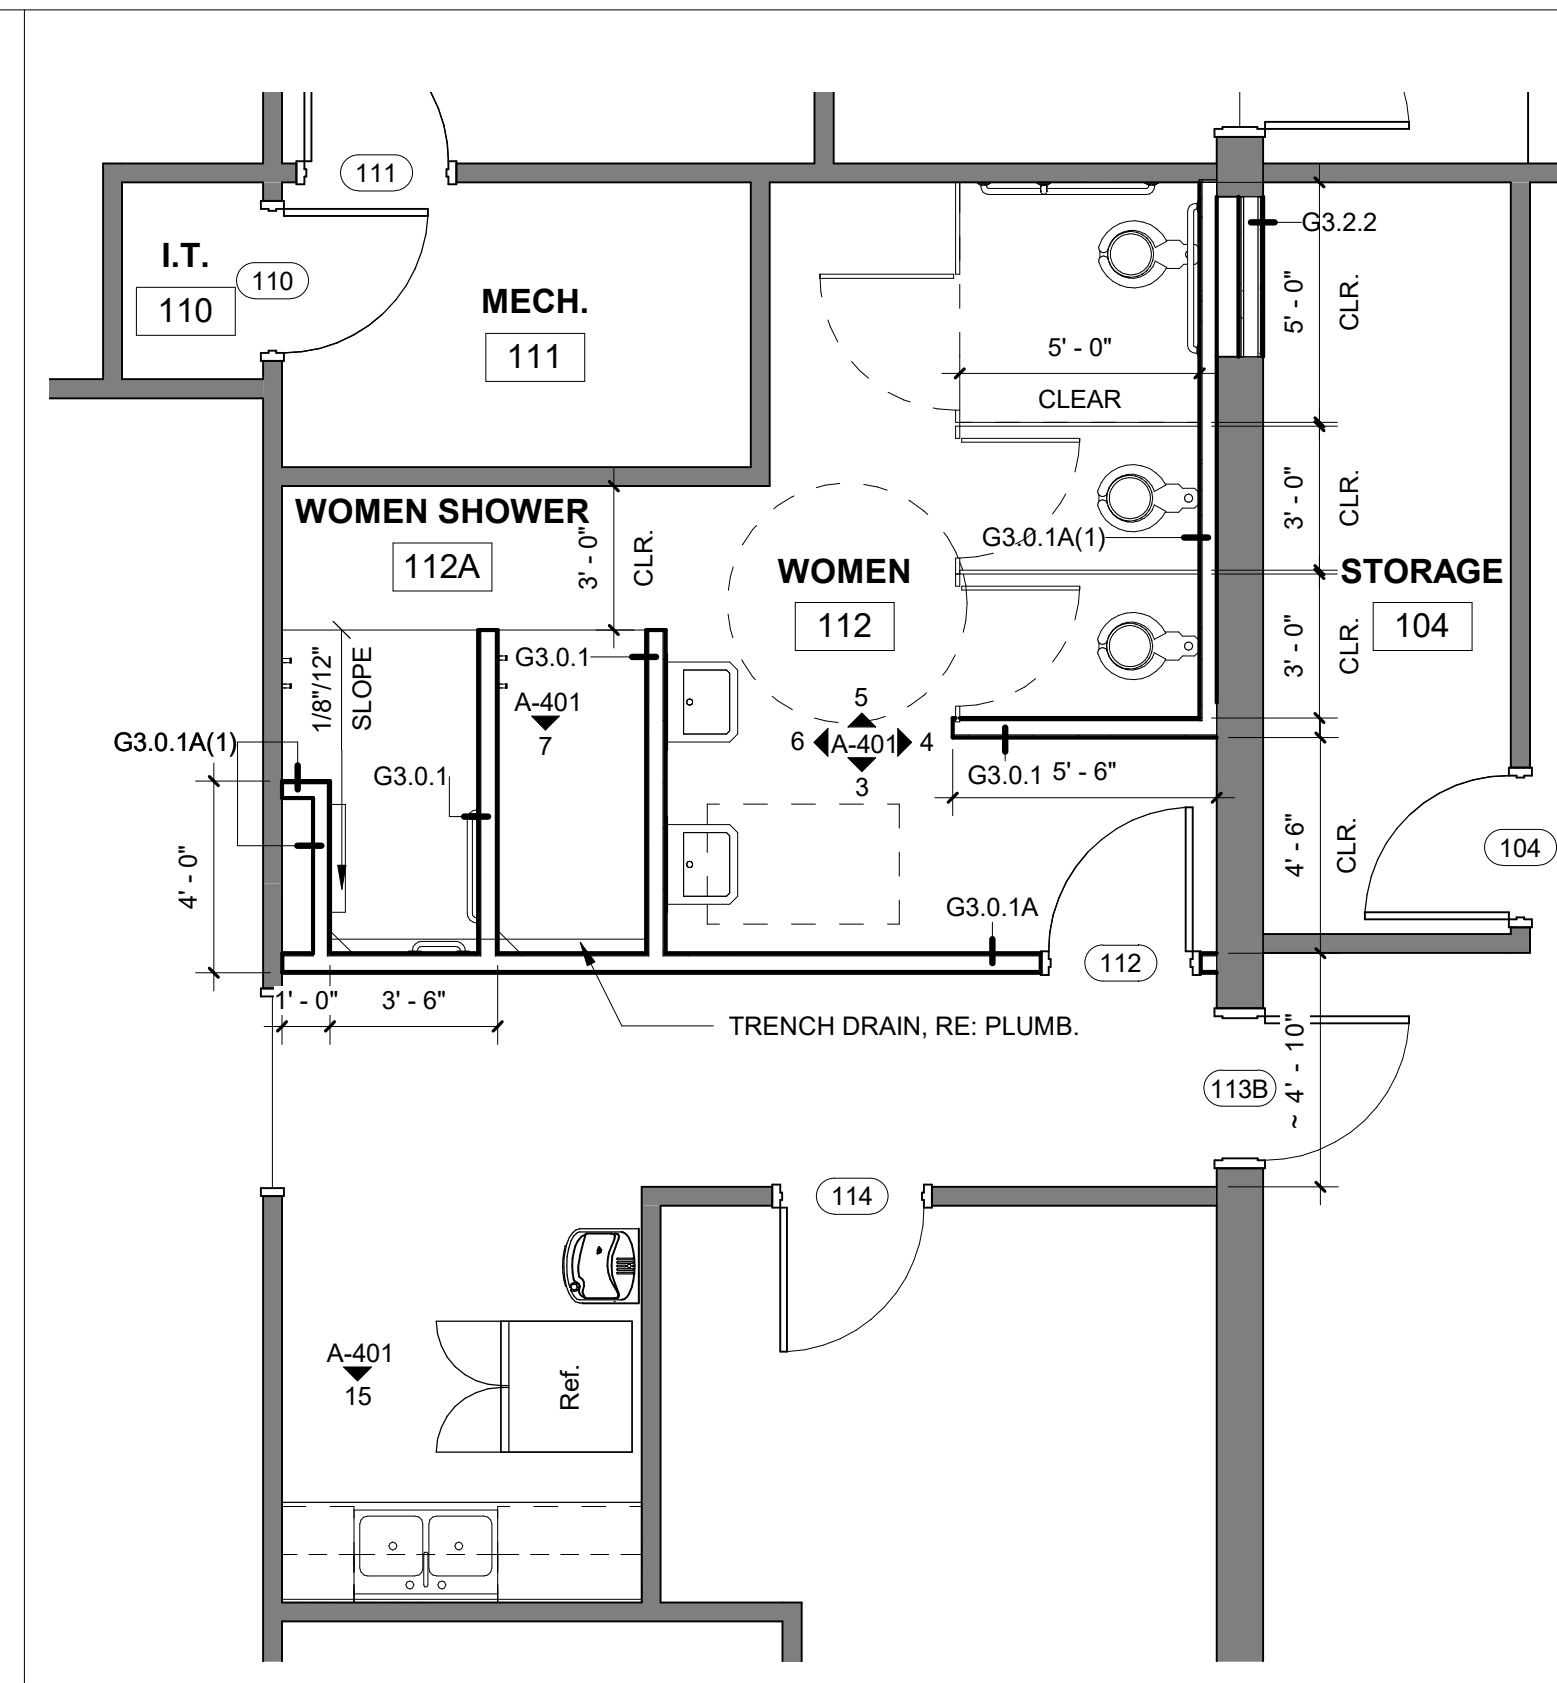 111
I.T.
110
110
MECH.
111
G3.2.2
5' - 0"
CLR.
5' - 0"
CLEAR
WOMEN SHOWER
112A
3' - 0"
CLR.
G3.0.1A(1)
3' - 0"
CLR.
WOMEN
112
STORAGE
104
3' - 0"
CLR.
1/8"/12"
SLOPE
G3.0.1
A-401
7
G3.0.1A(1)
G3.0.1
5
6
A-401
4
3
G3.0.1
5' - 6"
4' - 6"
CLR.
104
4' - 0"
G3.0.1A
112
1' - 0"
3' - 6"
TRENCH DRAIN, RE: PLUMB.
~ 4' - 10"
113B
114
A-401
15
Ref.